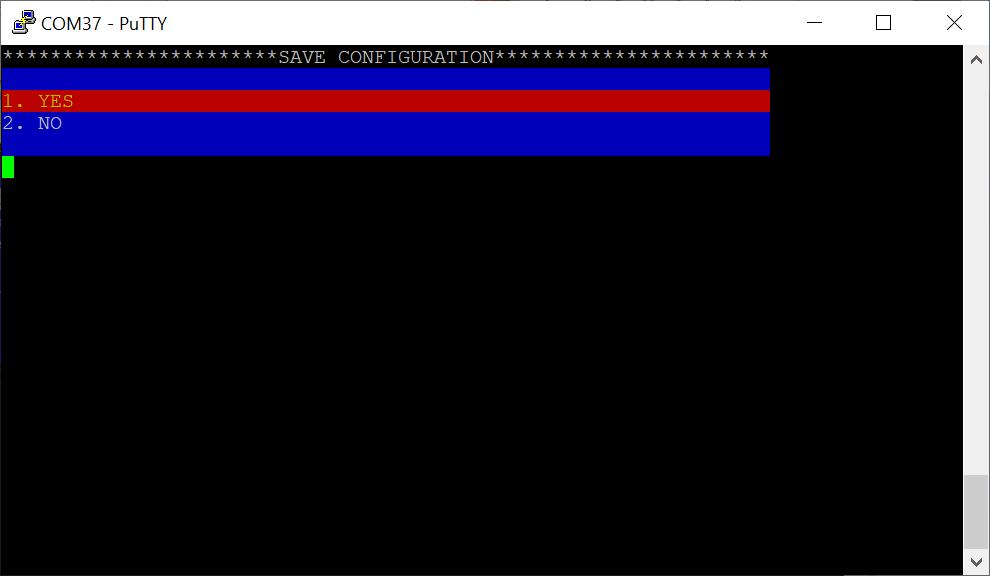 COM37 - PuTTY
***********************SAVE CONFIGURATION***********************
1. YES
2. NO